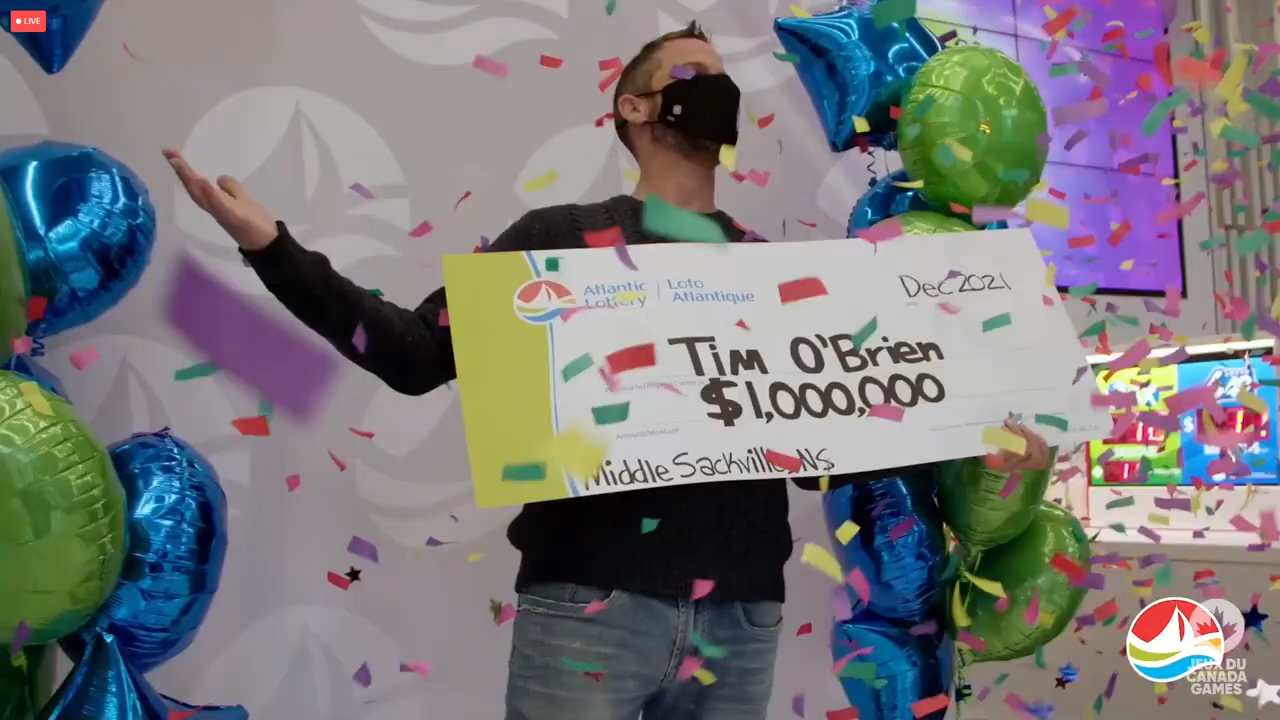 LIVE
Atlantic Lottery | Loto Atlantique
Dec 2021
Tim O'Brien
$1,000,000
Middle Sackville NS
JEUX DU
CANADA
GAMES